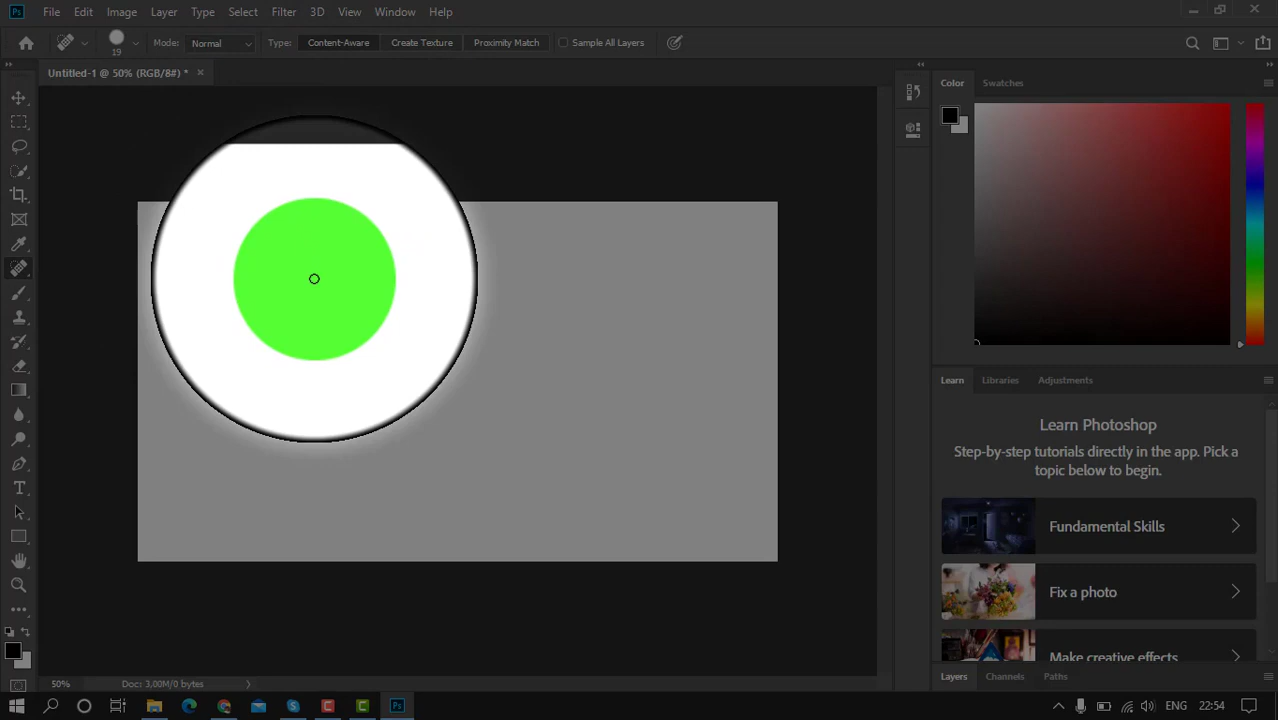 Ps File Edit Image Layer Type Select Filter 3D View Window Help
19 Mode: Normal Type: Content-Aware Create Texture Proximity Match Sample All Layers
Untitled-1 @ 50% (RGB/8#) *
Color Swatches
Learn Libraries Adjustments
Learn Photoshop
Step-by-step tutorials directly in the app. Pick a
topic below to begin.
Fundamental Skills
Fix a photo
Make creative effects
50% Doc: 3,00M/0 bytes
Layers Channels Paths
Ps ENG 22:54